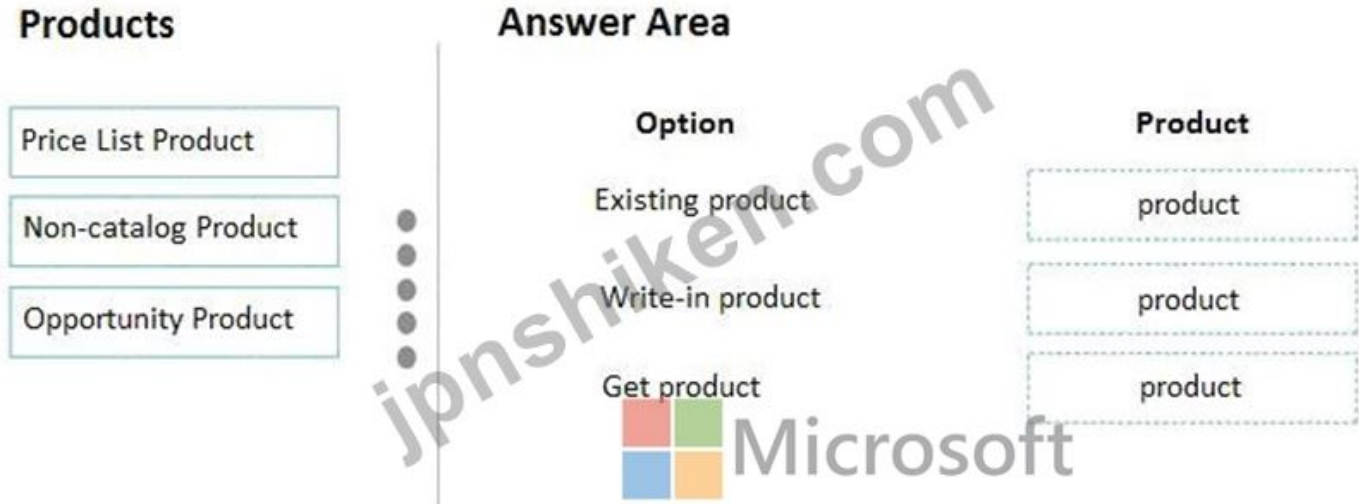 Products
Answer Area
Option
Product
Price List Product
Existing product
product
Non-catalog Product
Write-in product
product
Opportunity Product
Get product
product
jpnshiken.com
Microsoft